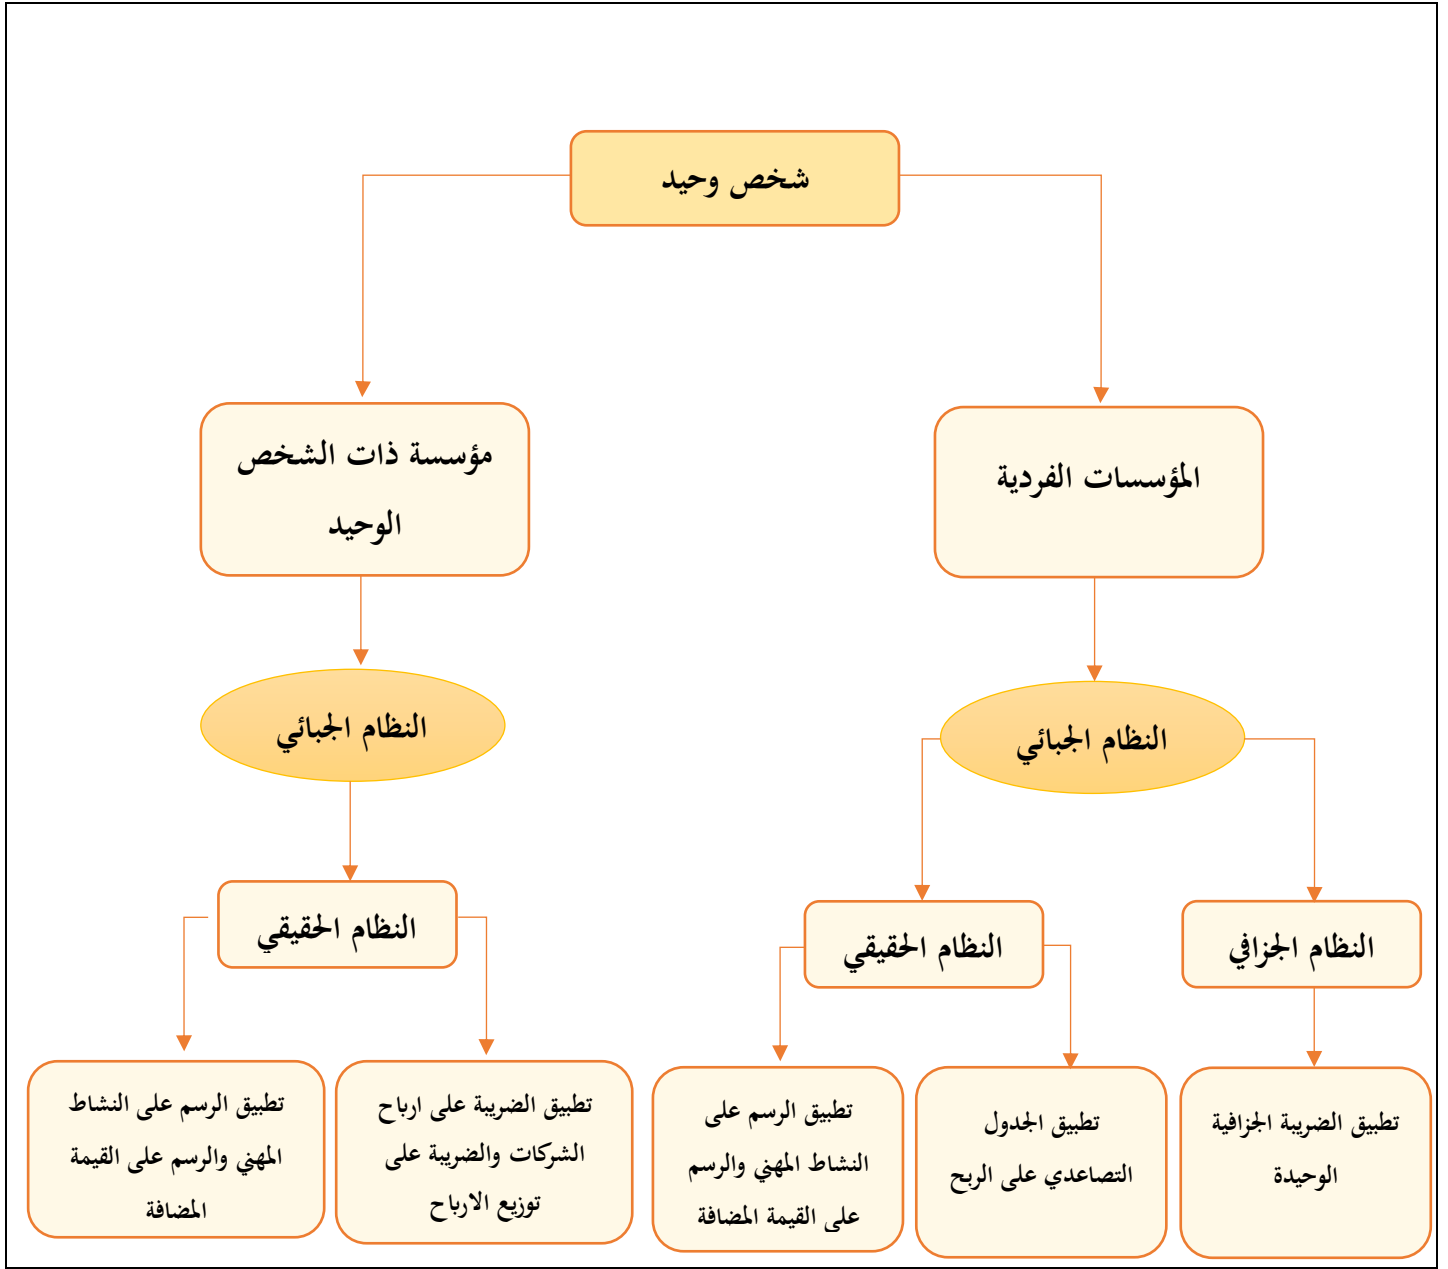 شخص وحيد
المؤسسات الفردية
مؤسسة ذات الشخص
الوحيد
النظام الجبائي
النظام الجبائي
النظام الجزافي
النظام الحقيقي
النظام الحقيقي
تطبيق الضريبة الجزافية
الوحيدة
تطبيق الجدول
التصاعدي على الربح
تطبيق الرسم على
النشاط المهني والرسم
على القيمة المضافة
تطبيق الضريبة على ارباح
الشركات والضريبة على
توزيع الارباح
تطبيق الرسم على النشاط
المهني والرسم على القيمة
المضافة